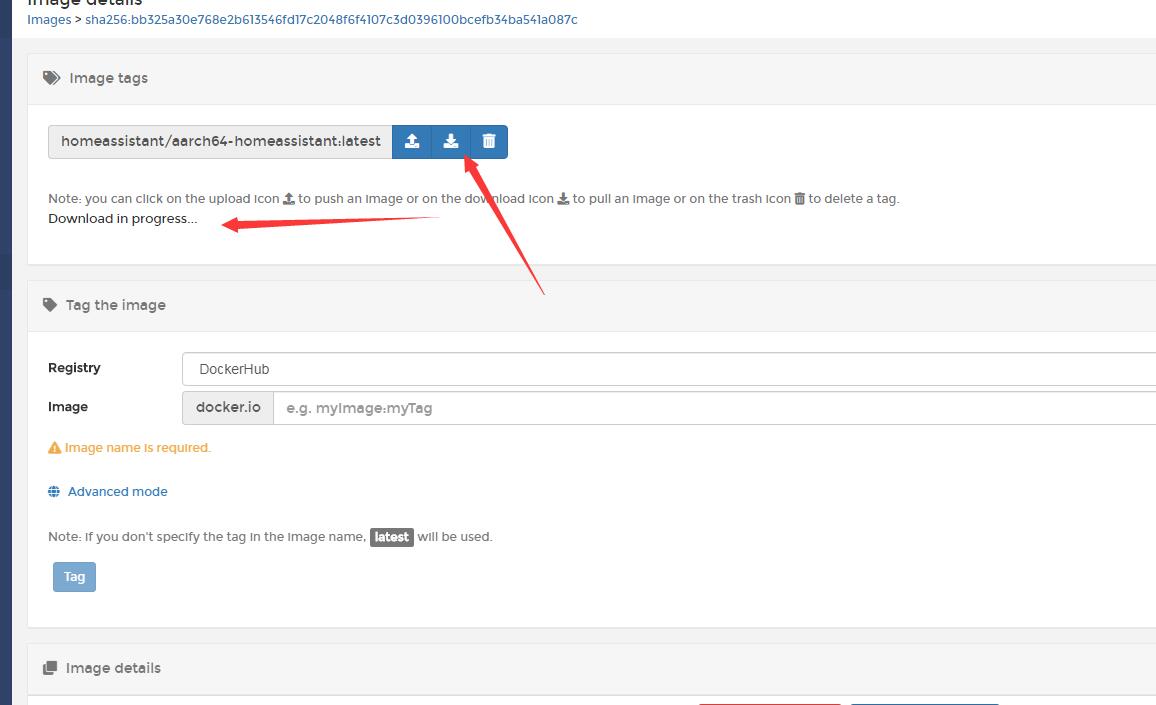 Image details
Images > sha256:bb325a30e768e2b613546fd17c2048f6f4107c3d0396100bcefb34ba541a087c
Image tags
homeassistant/aarch64-homeassistant:latest
Note: you can click on the upload icon to push an image or on the download icon to pull an image or on the trash icon to delete a tag.
Download in progress...
Tag the image
Registry
DockerHub
Image
docker.io
e.g. myImage:myTag
Image name is required.
Advanced mode
Note: if you don't specify the tag in the image name, latest will be used.
Tag
Image details